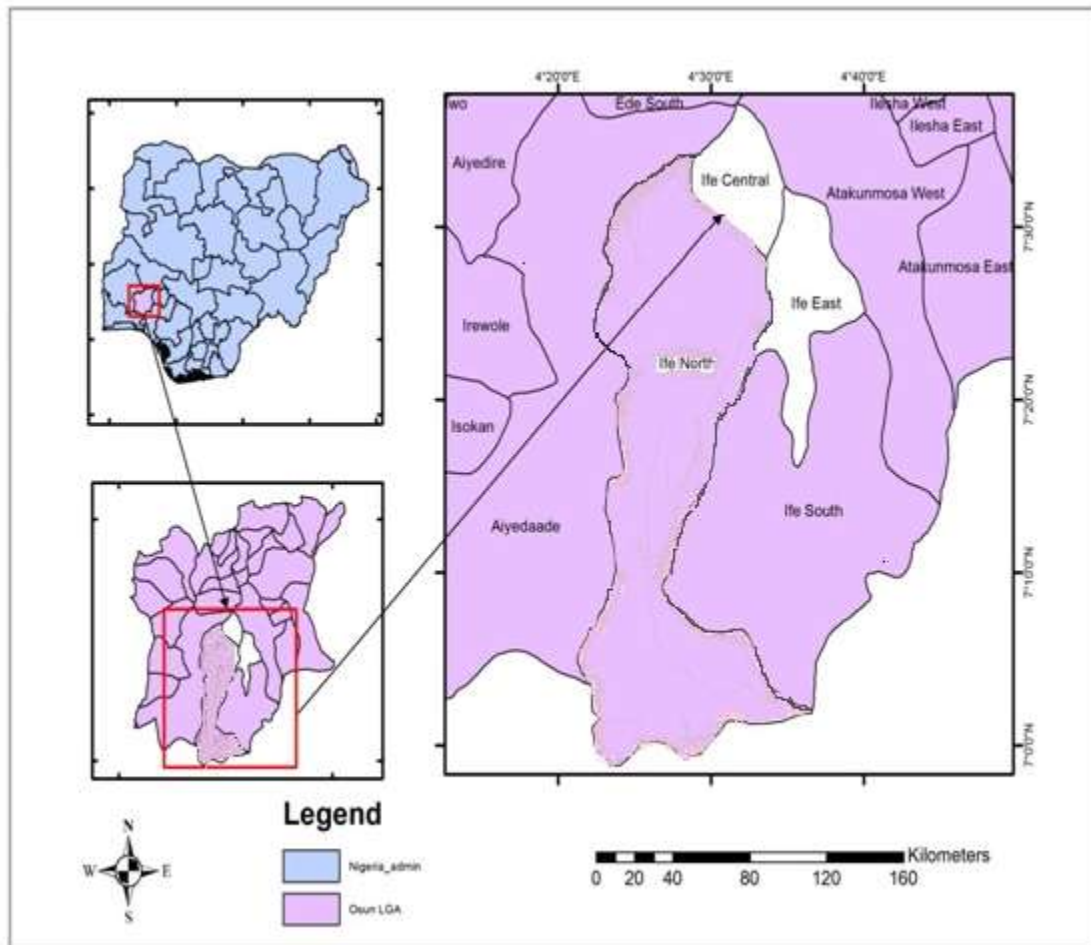 4°20'0"E
4°30'0"E
4°40'0"E
wo
Ede South
Ilesha West
Ilesha East
Aiyedire
Ife Central
Atakunmosa West
7°30'0"N
Atakunmosa East
Ife East
Irewole
Ife North
7°20'0"N
Isokan
Ife South
Aiyedaade
7°10'0"N
7°0'0"N
Legend
Nigeria_admin
Osun LGA
N
W
E
S
Kilometers
0 20 40 80 120 160